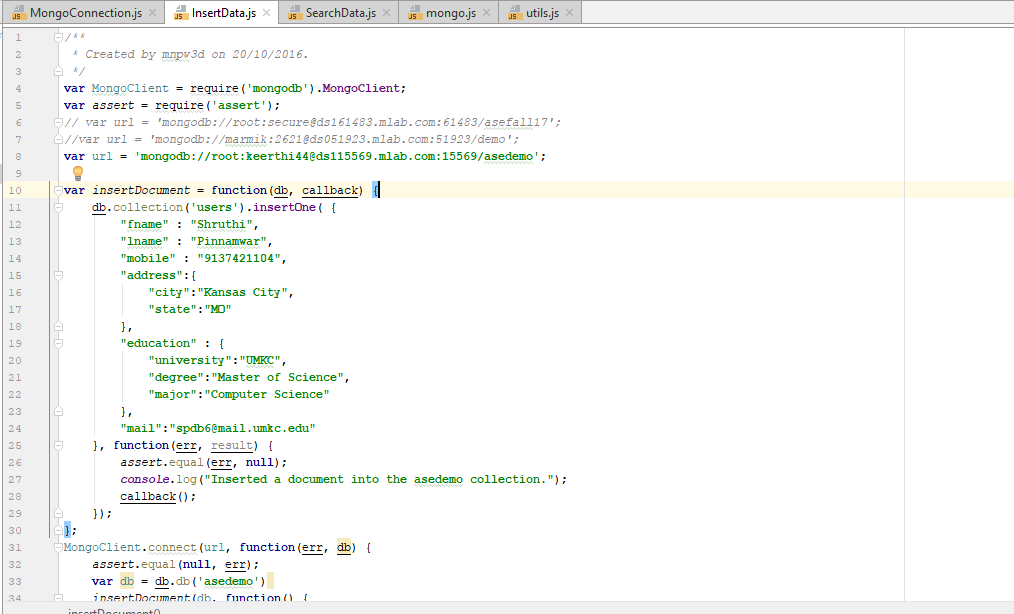 MongoConnection.js InsertData.js SearchData.js mongo.js utils.js
1 /**
2 * Created by mnpw3d on 20/10/2016.
3 */
4 var MongoClient = require('mongodb').MongoClient;
5 var assert = require('assert');
6 // var url = 'mongodb://root:secure@ds161483.mlab.com:61483/asefall17';
7 //var url = 'mongodb://marmik:2621@ds051923.mlab.com:51923/demo';
8 var url = 'mongodb://root:keerthi44@ds115569.mlab.com:15569/asedemo';
9
10 var insertDocument = function(db, callback) {
11 db.collection('users').insertOne( {
12 "fname" : "Shruthi",
13 "lname" : "Pinnamwar",
14 "mobile" : "9137421104",
15 "address":{
16 "city":"Kansas City",
17 "state":"MO"
18 },
19 "education" : {
20 "university":"UMKC",
21 "degree":"Master of Science",
22 "major":"Computer Science"
23 },
24 "mail":"spdb6@mail.umkc.edu"
25 }, function(err, result) {
26 assert.equal(err, null);
27 console.log("Inserted a document into the asedemo collection.");
28 callback();
29 });
30 };
31 MongoClient.connect(url, function(err, db) {
32 assert.equal(null, err);
33 var db = db.db('asedemo')
34 insertDocument(db, function() {
insertDocument()